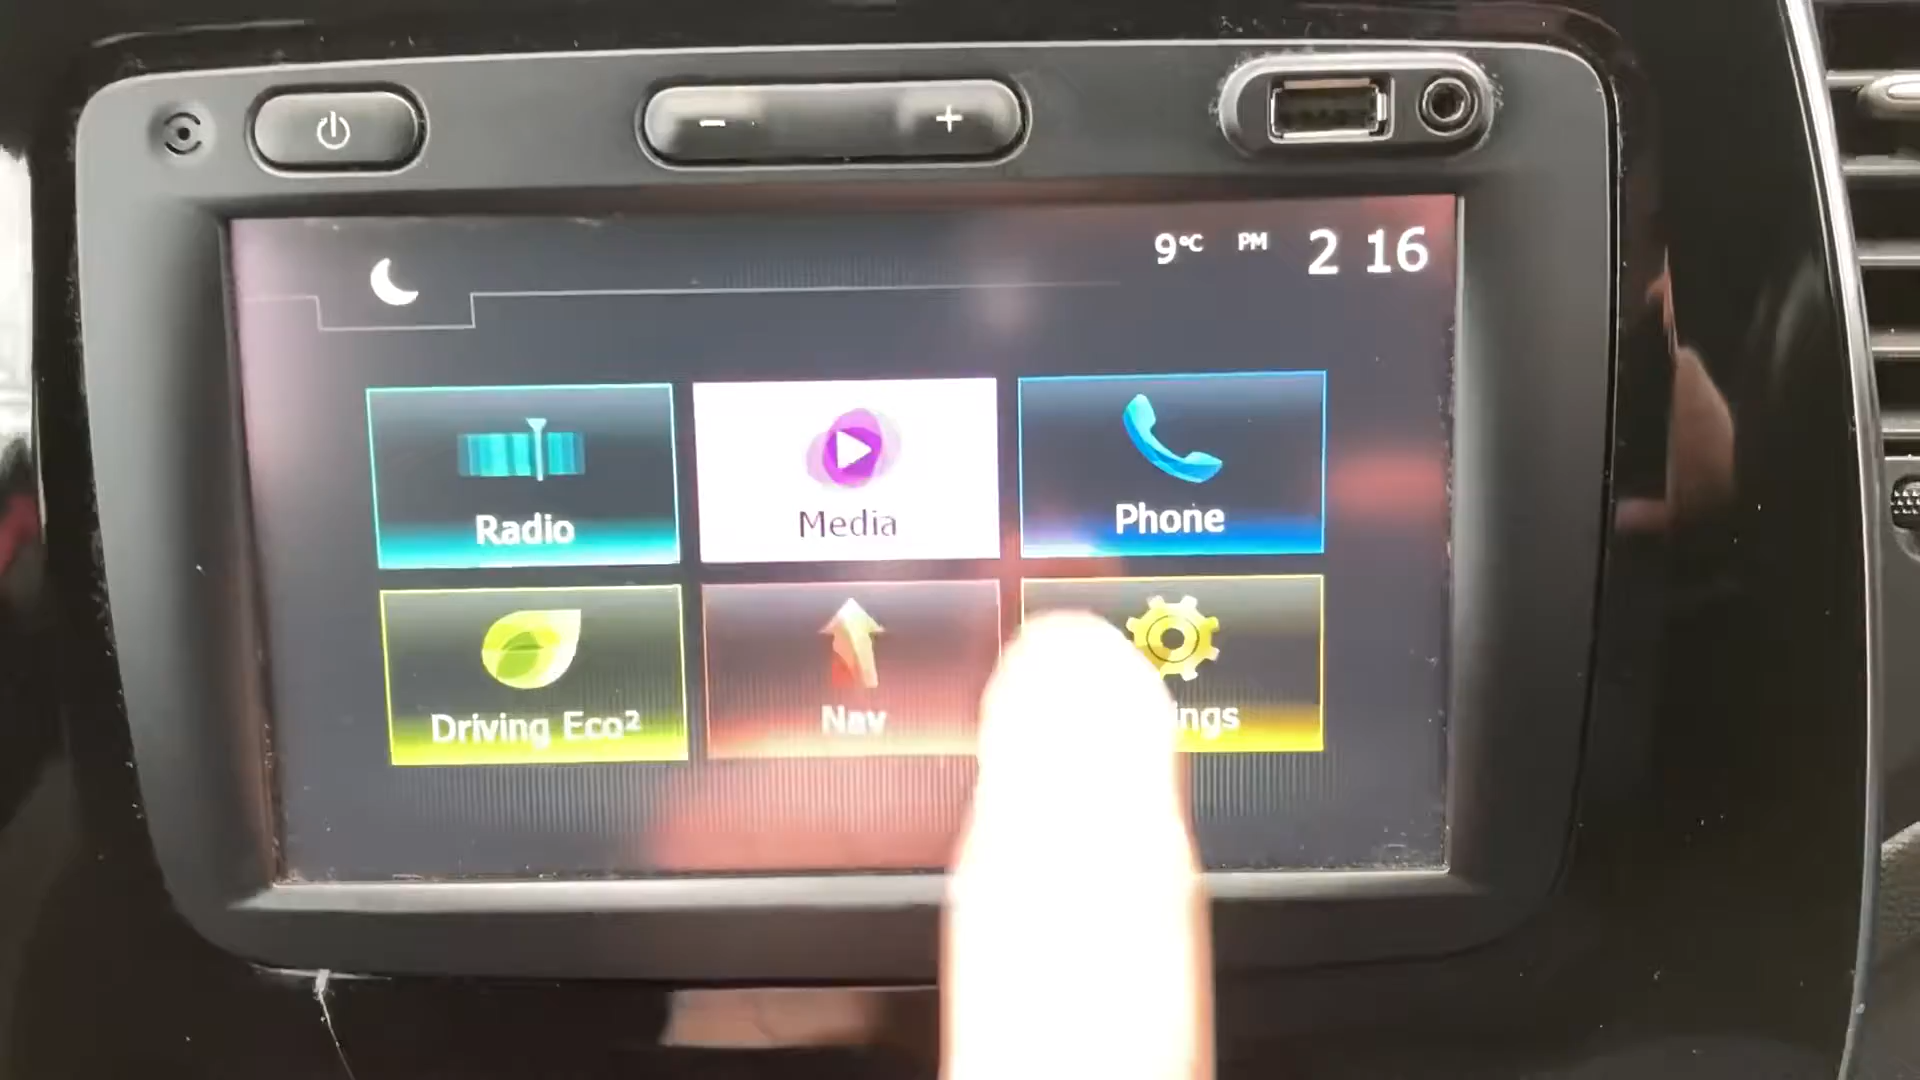 − +
9°C PM 2 16
Radio Media Phone
Driving Eco² Nav ings